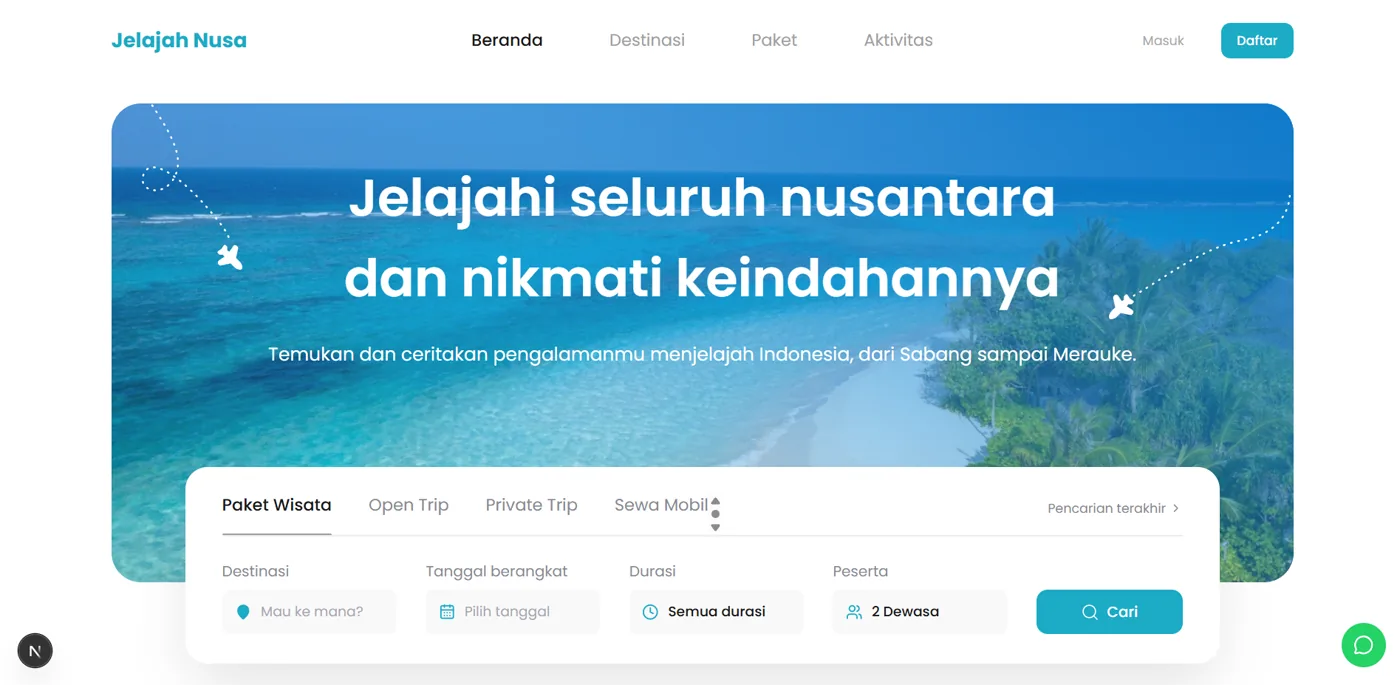 Jelajah Nusa
Beranda
Destinasi
Paket
Aktivitas
Masuk
Daftar
Jelajahi seluruh nusantara
dan nikmati keindahannya
Temukan dan ceritakan pengalamanmu menjelajah Indonesia, dari Sabang sampai Merauke.
Paket Wisata
Open Trip
Private Trip
Sewa Mobil
Pencarian terakhir
Destinasi
Tanggal berangkat
Durasi
Peserta
Mau ke mana?
Pilih tanggal
Semua durasi
2 Dewasa
Cari
N